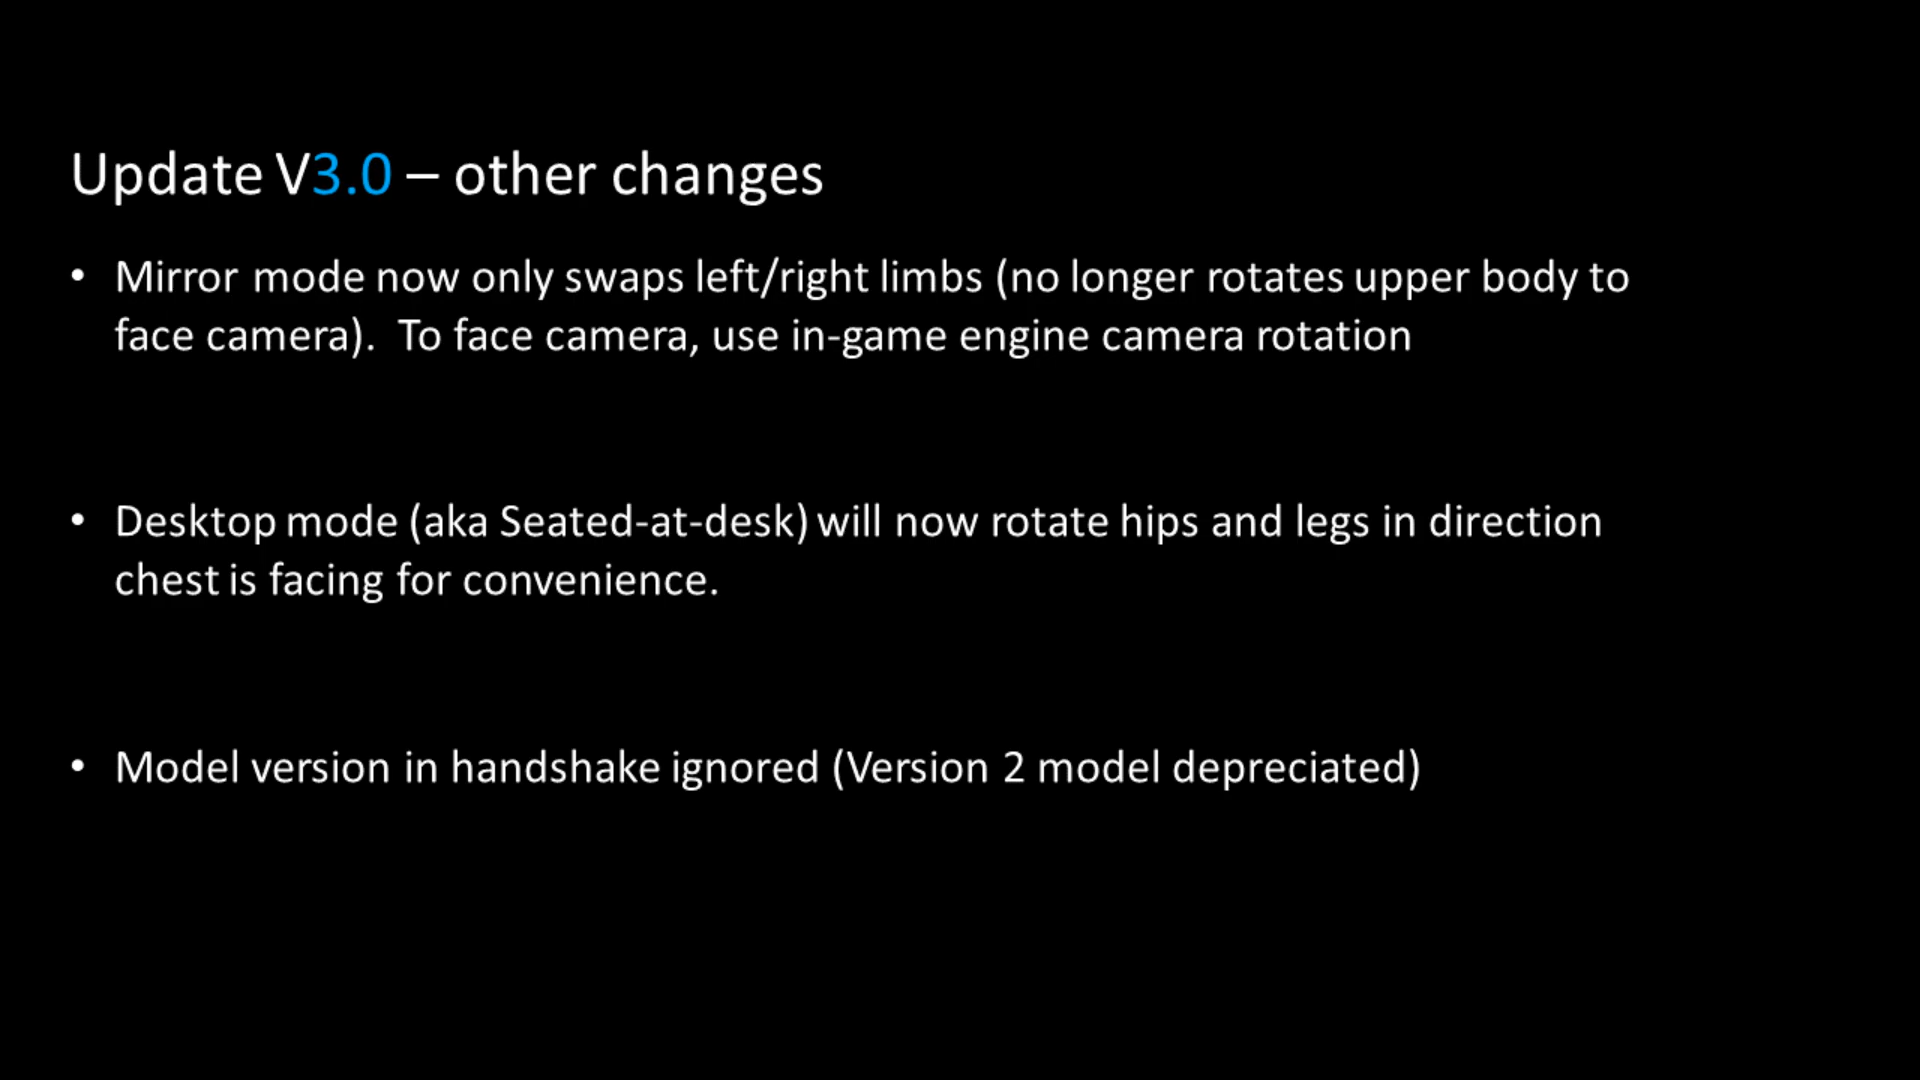 Update V3.0 – other changes
• Mirror mode now only swaps left/right limbs (no longer rotates upper body to
face camera).  To face camera, use in-game engine camera rotation
• Desktop mode (aka Seated-at-desk) will now rotate hips and legs in direction
chest is facing for convenience.
• Model version in handshake ignored (Version 2 model depreciated)